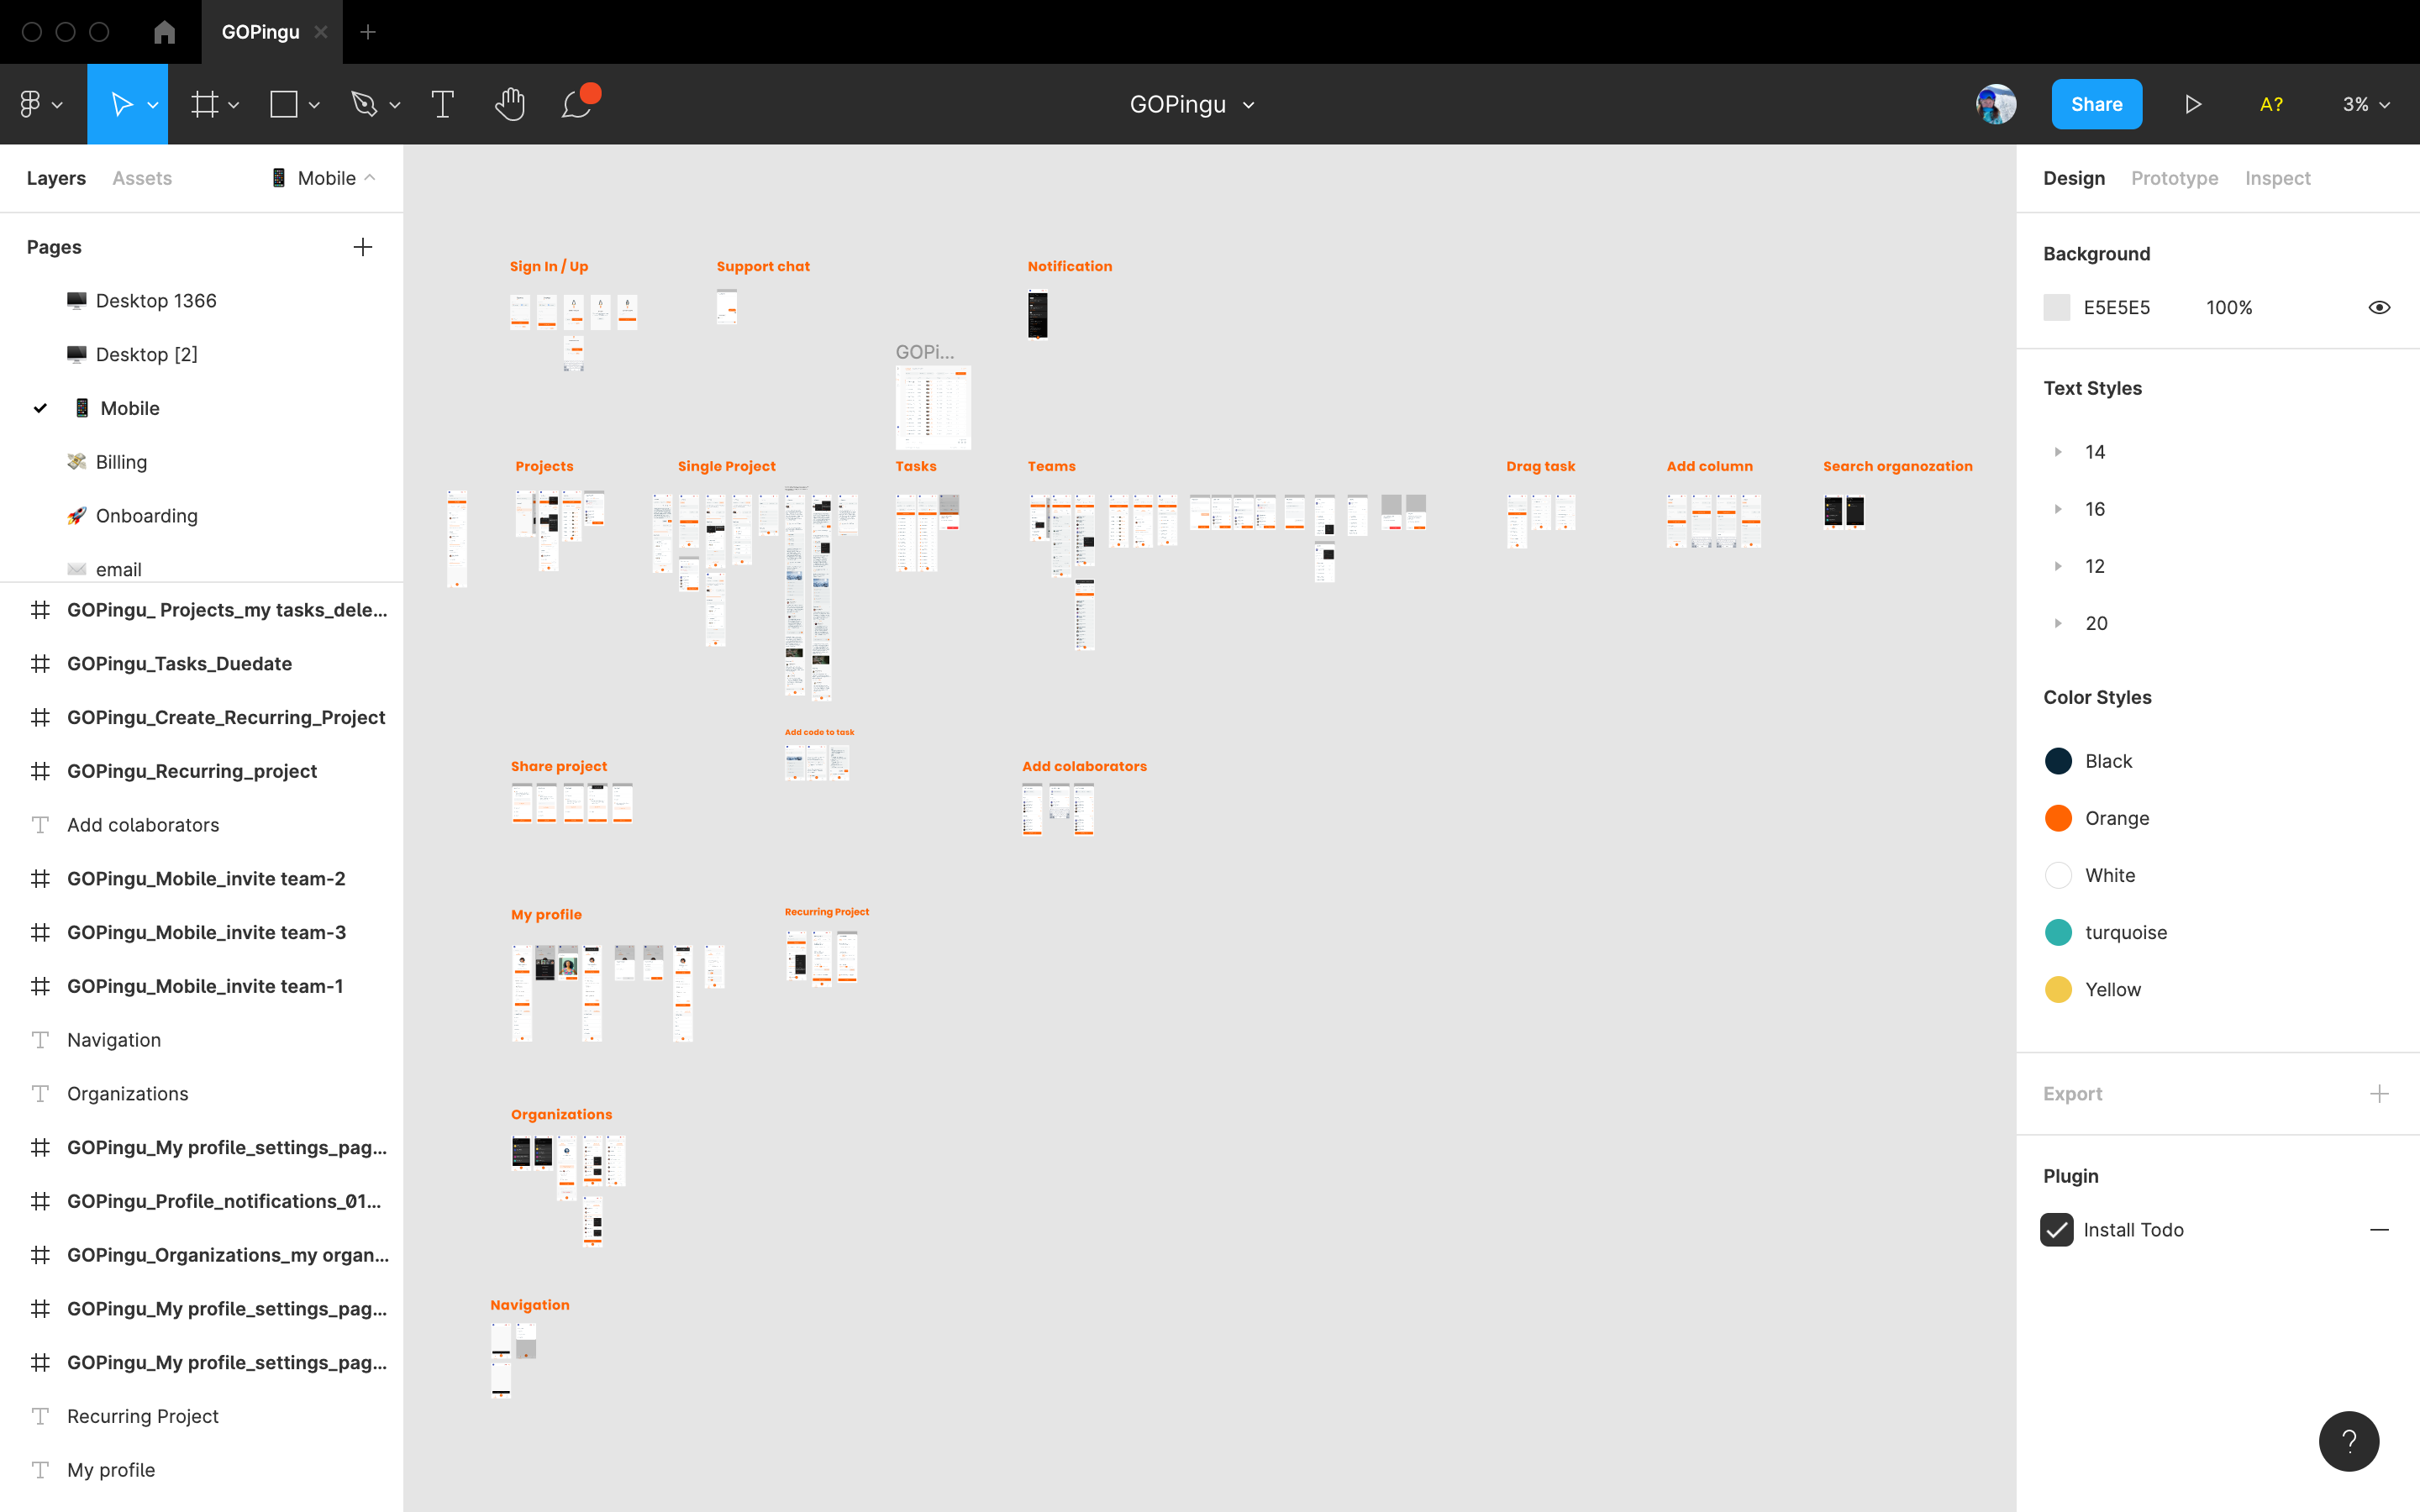 GOPingu
GOPingu
Share
A?
3%
Layers
Assets
Mobile
Pages
Desktop 1366
Desktop [2]
Mobile
Billing
Onboarding
email
GOPingu_ Projects_my tasks_dele...
GOPingu_Tasks_Duedate
GOPingu_Create_Recurring_Project
GOPingu_Recurring_project
Add colaborators
GOPingu_Mobile_invite team-2
GOPingu_Mobile_invite team-3
GOPingu_Mobile_invite team-1
Navigation
Organizations
GOPingu_My profile_settings_pag...
GOPingu_Profile_notifications_01...
GOPingu_Organizations_my organ...
GOPingu_My profile_settings_pag...
GOPingu_My profile_settings_pag...
Recurring Project
My profile
Sign In / Up
Support chat
Notification
GOPi...
Projects
Single Project
Tasks
Teams
Drag task
Add column
Search organozation
Add code to task
Share project
Add colaborators
My profile
Recurring Project
Organizations
Navigation
Design
Prototype
Inspect
Background
E5E5E5
100%
Text Styles
14
16
12
20
Color Styles
Black
Orange
White
turquoise
Yellow
Export
Plugin
Install Todo
?